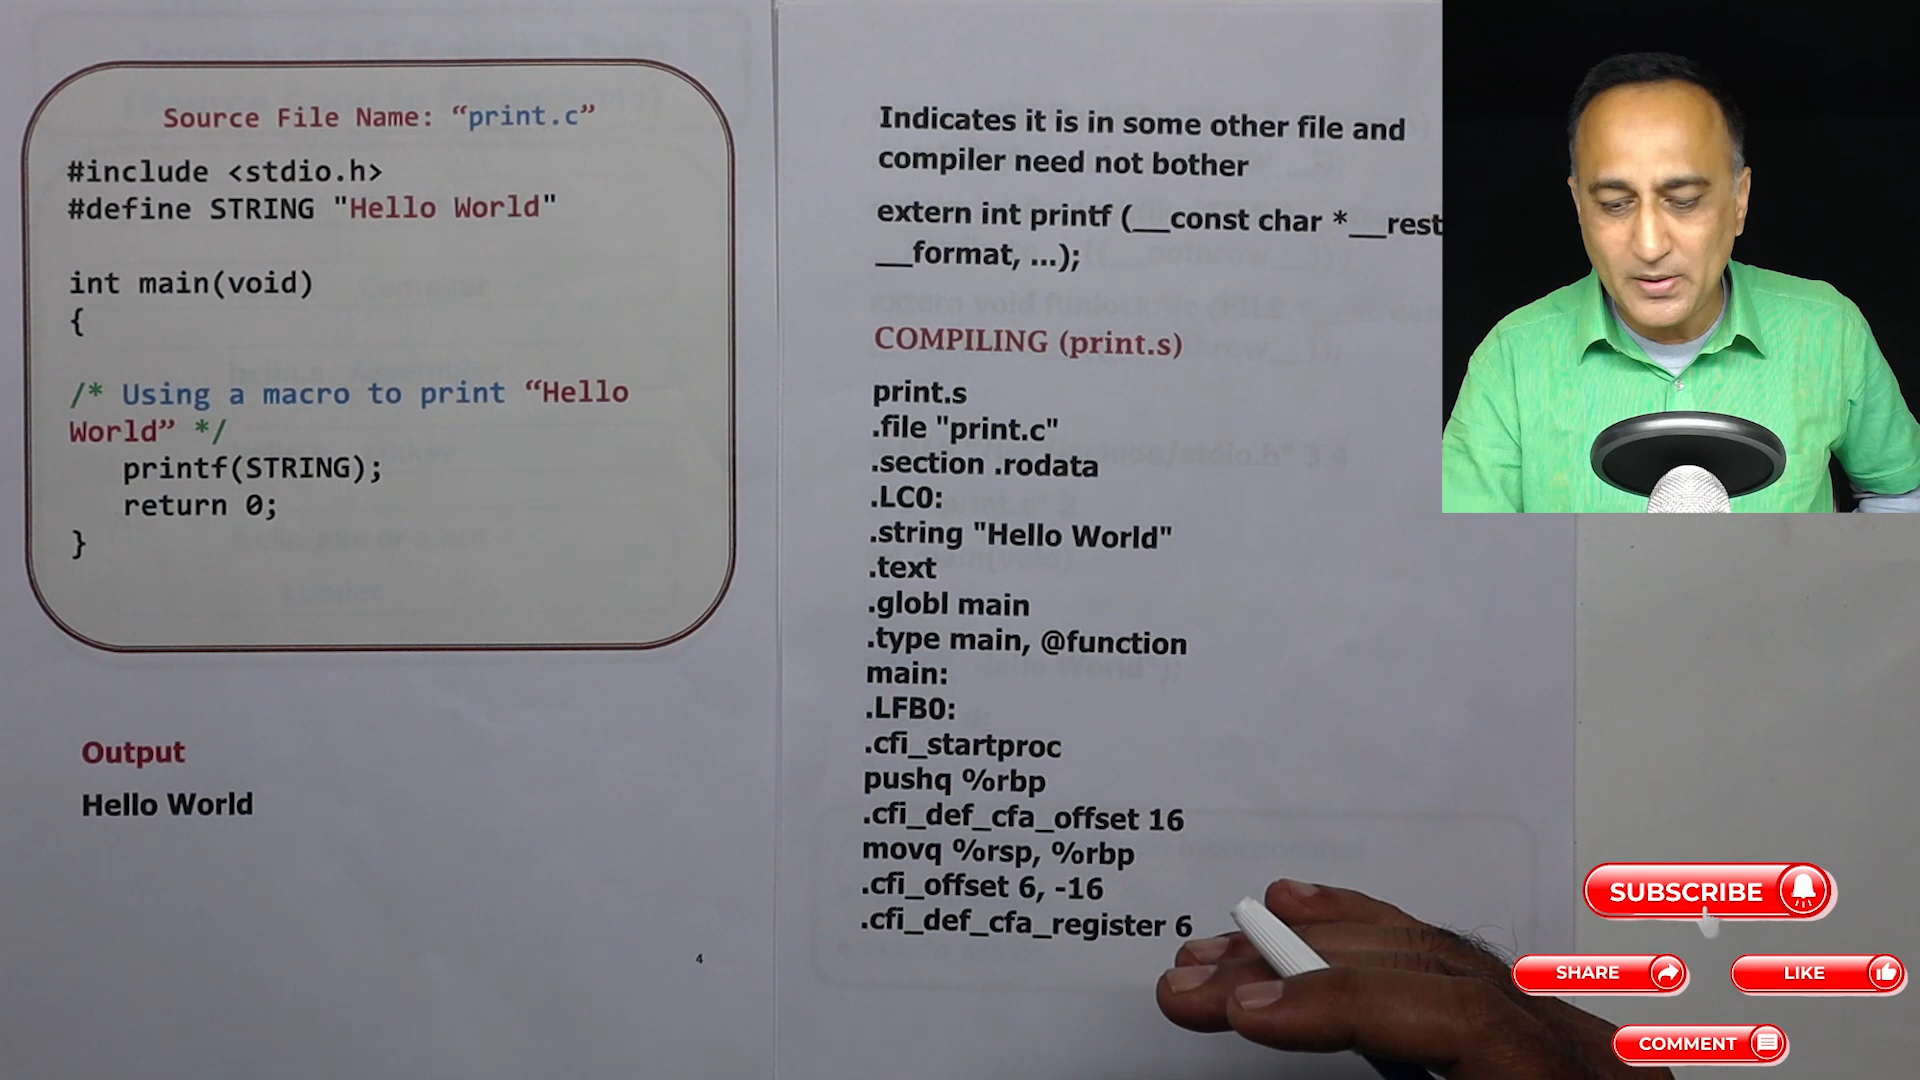 Source File Name: “print.c”
#include <stdio.h>
#define STRING "Hello World"
int main(void)
{
/* Using a macro to print “Hello
World” */
printf(STRING);
return 0;
}
Output
Hello World
4
Indicates it is in some other file and
compiler need not bother
extern int printf (__const char *__rest
__format, ...);
COMPILING (print.s)
print.s
.file "print.c"
.section .rodata
.LC0:
.string "Hello World"
.text
.globl main
.type main, @function
main:
.LFB0:
.cfi_startproc
pushq %rbp
.cfi_def_cfa_offset 16
movq %rsp, %rbp
.cfi_offset 6, -16
.cfi_def_cfa_register 6
SUBSCRIBE
SHARE
LIKE
COMMENT